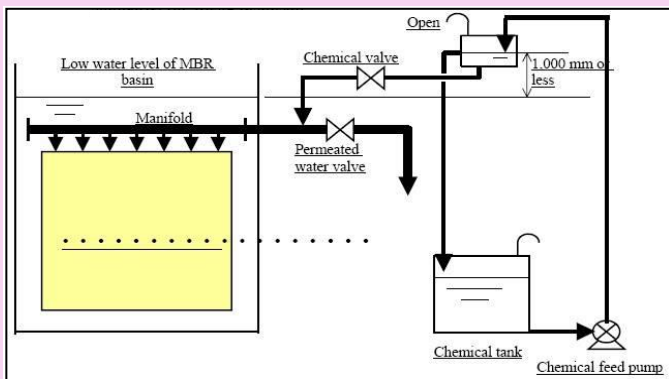 Open
Chemical valve
Low water level of MBR
basin
1.000 mm or
less
Manifold
Permeated
water valve
Chemical tank
Chemical feed pump